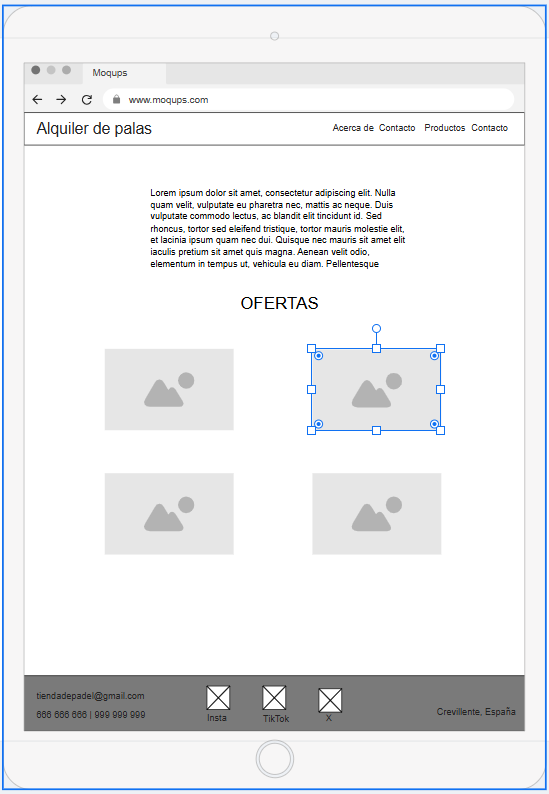 Moqups
www.moqups.com
Alquiler de palas
Acerca de Contacto Productos Contacto
Lorem ipsum dolor sit amet, consectetur adipiscing elit. Nulla
quam velit, vulputate eu pharetra nec, mattis ac neque. Duis
vulputate commodo lectus, ac blandit elit tincidunt id. Sed
rhoncus, tortor sed eleifend tristique, tortor mauris molestie elit,
et lacinia ipsum quam nec dui. Quisque nec mauris sit amet elit
iaculis pretium sit amet quis magna. Aenean velit odio,
elementum in tempus ut, vehicula eu diam. Pellentesque
OFERTAS
tiendadepadel@gmail.com
666 666 666 | 999 999 999
Insta
TikTok
X
Crevillente, España